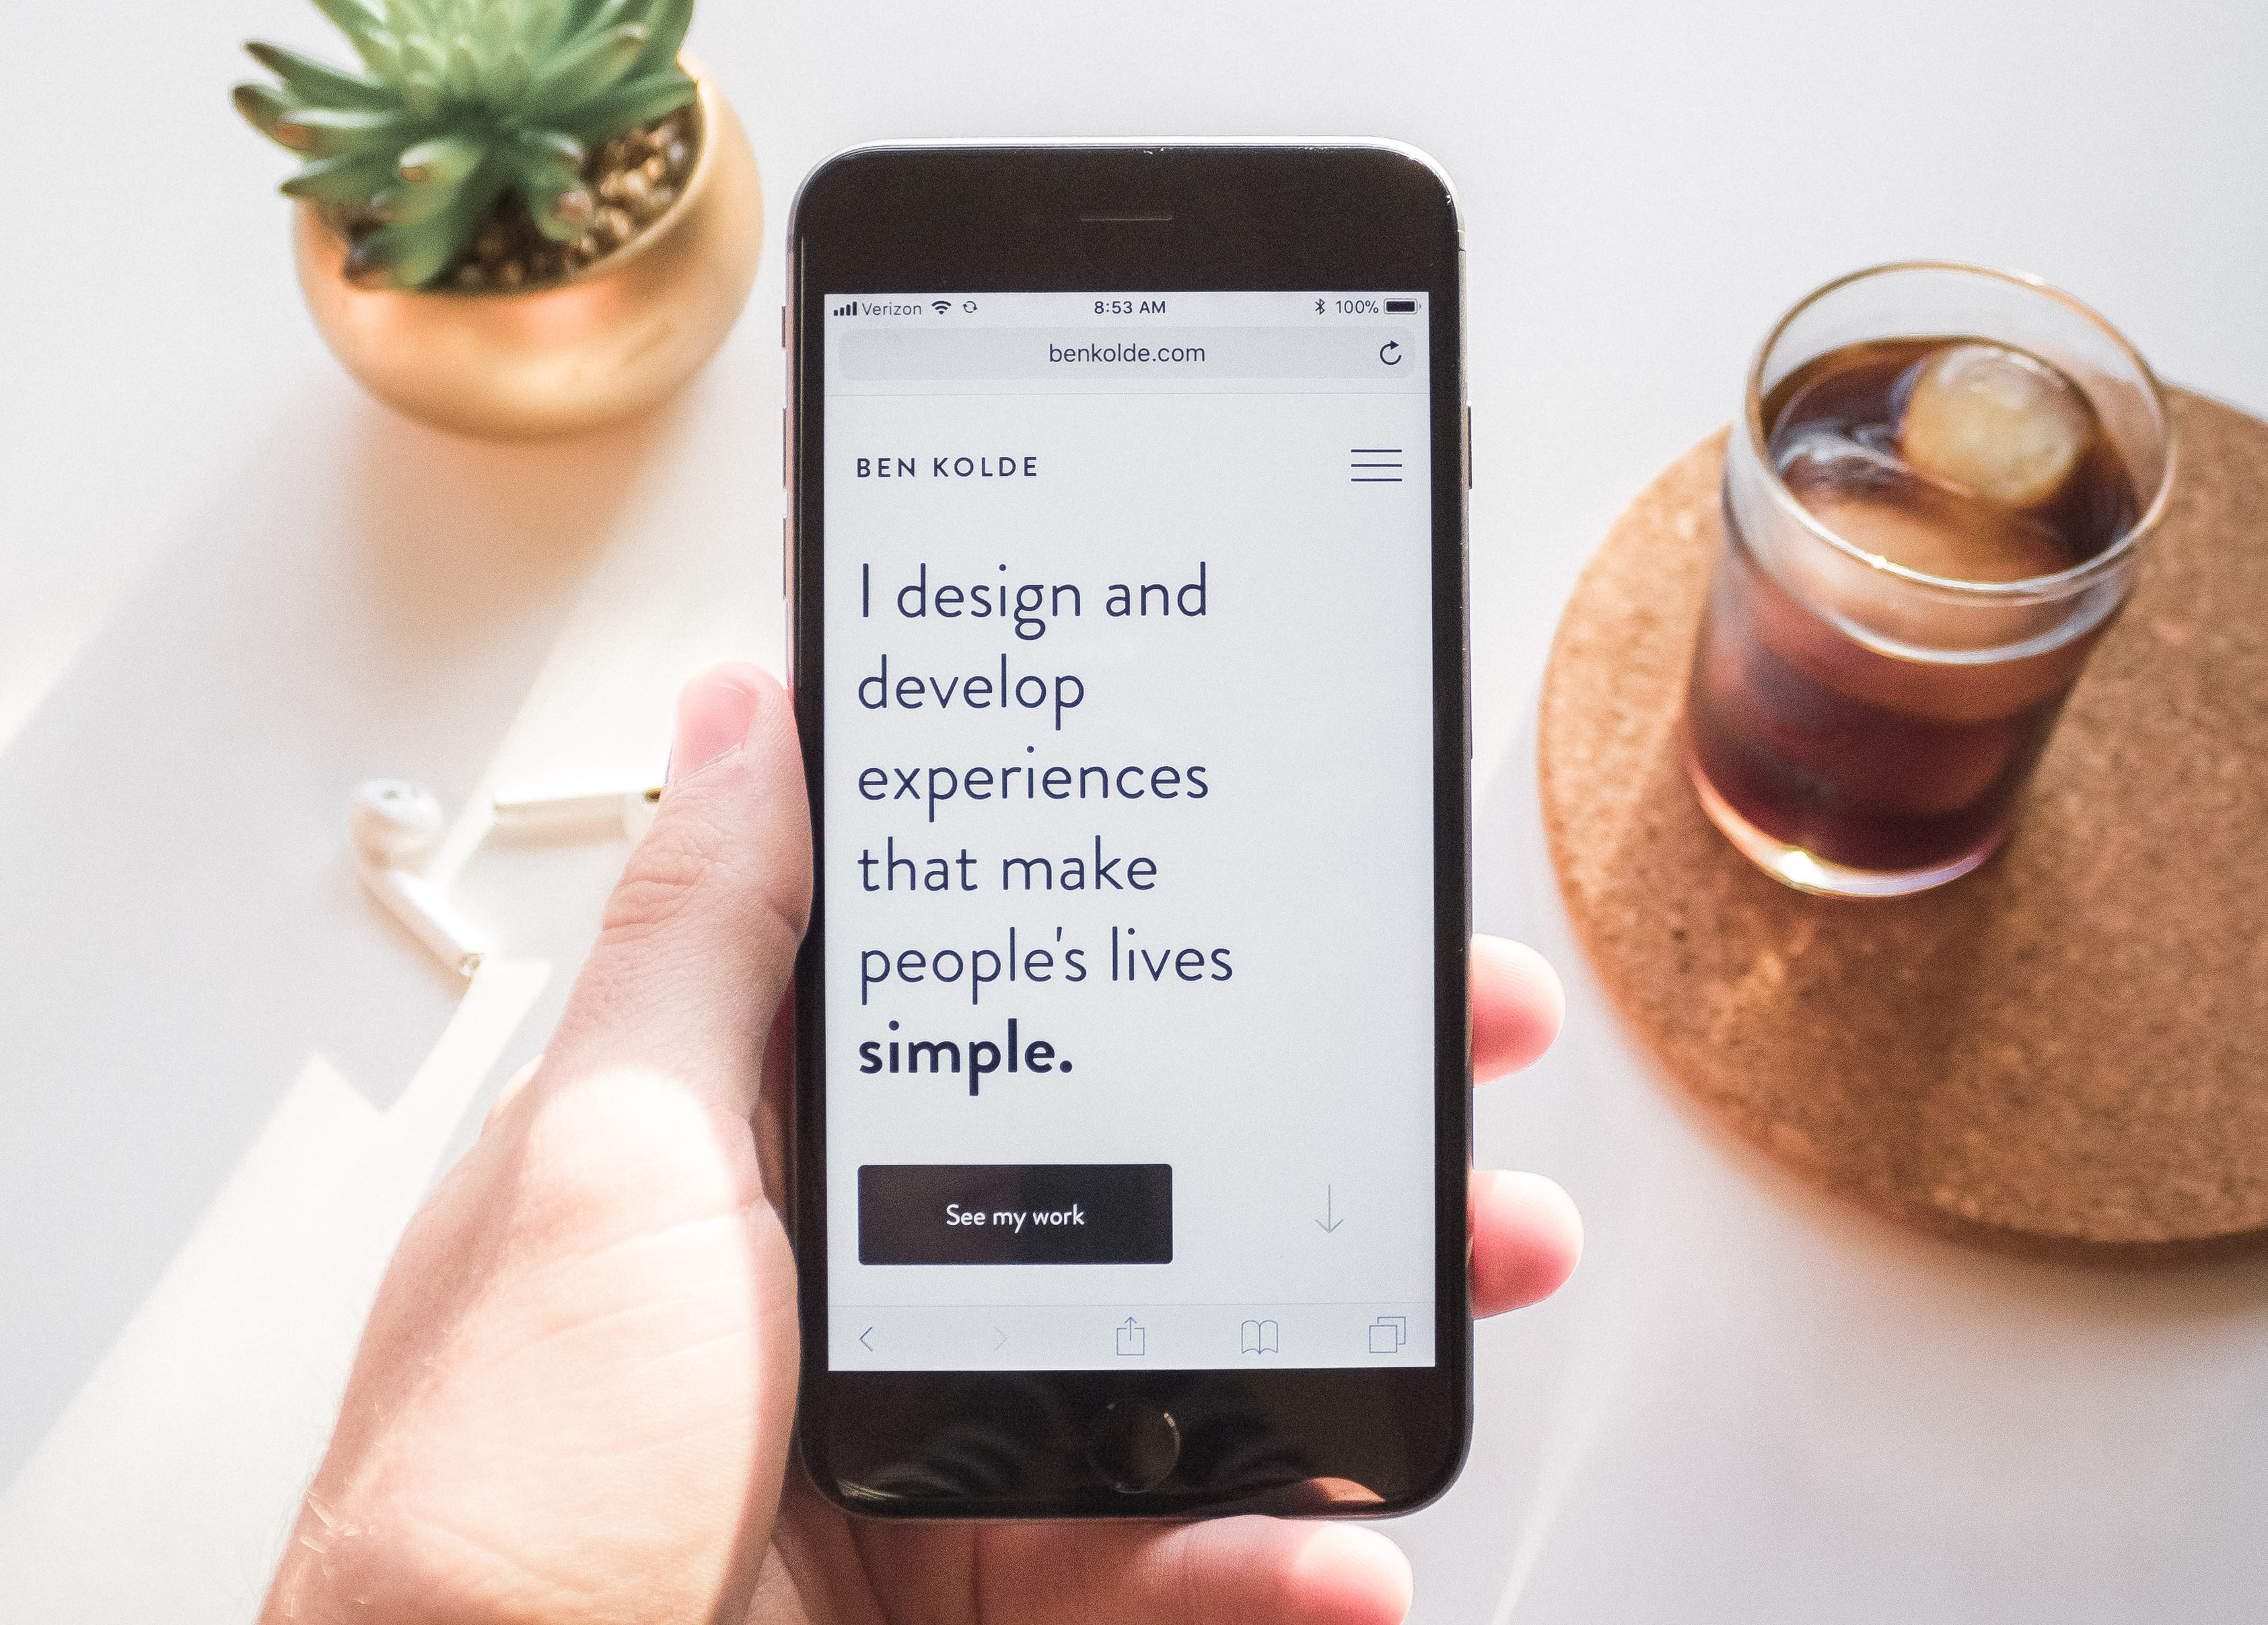 Verizon 8:53 AM 100%
benkolde.com
BEN KOLDE
I design and
develop
experiences
that make
people's lives
simple.
See my work